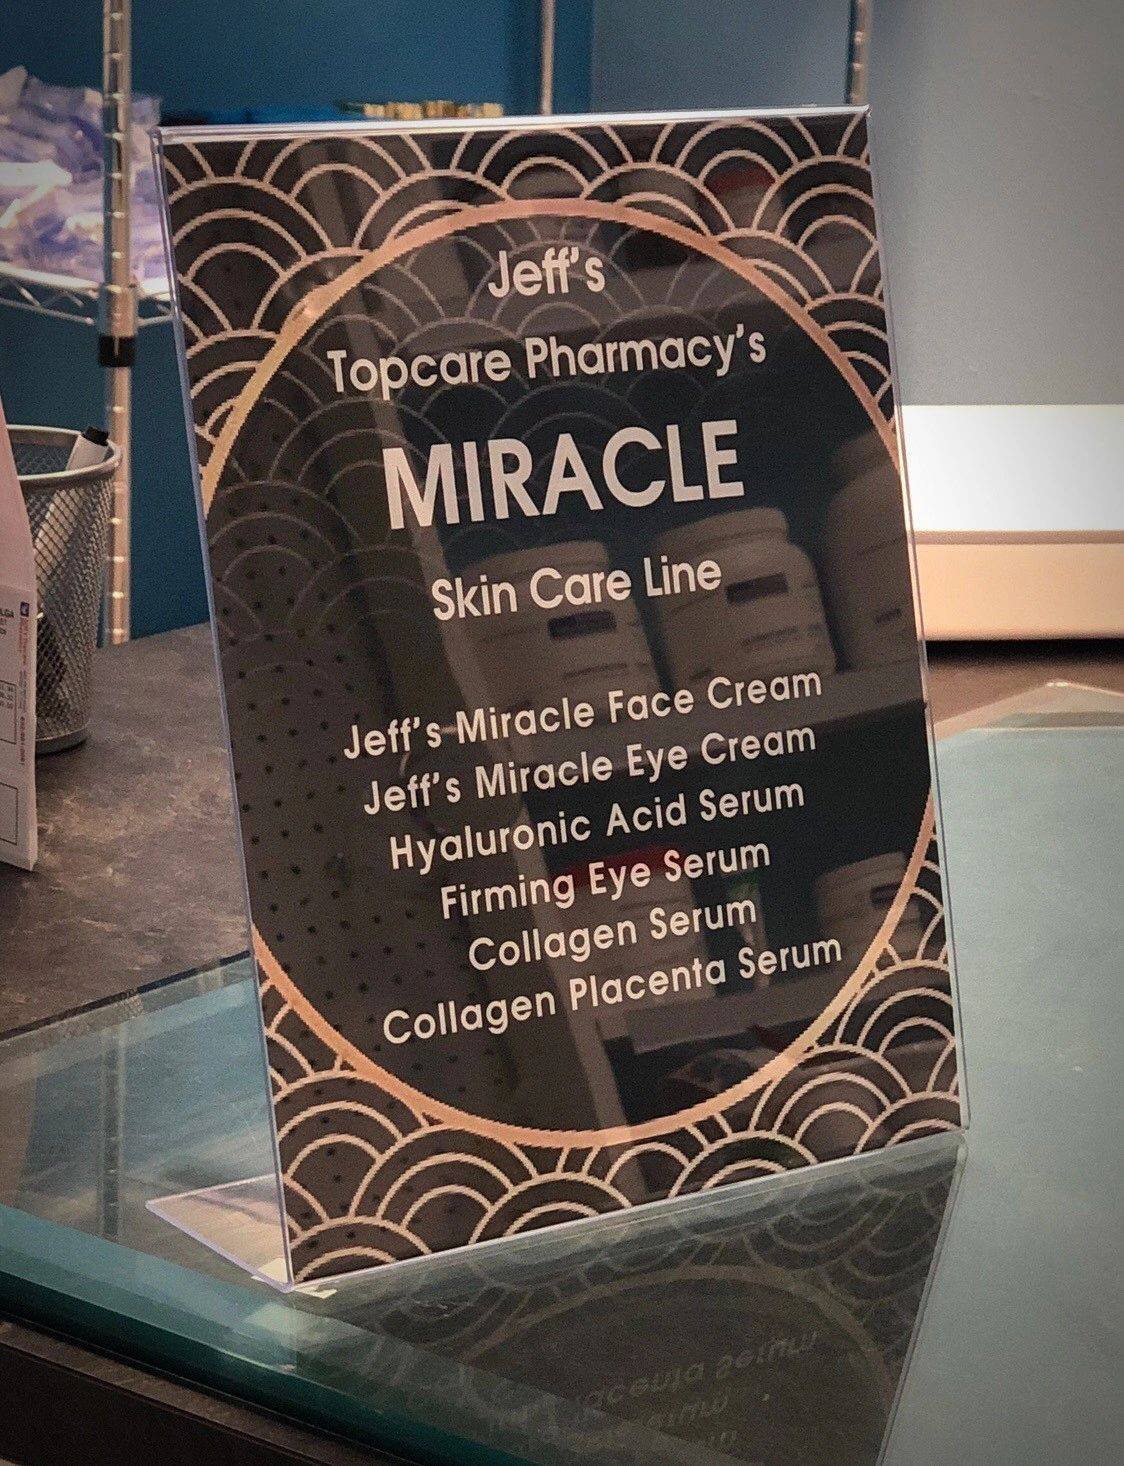 Jeff's
Topcare Pharmacy's
MIRACLE
Skin Care Line
Jeff's Miracle Face Cream
Jeff's Miracle Eye Cream
Hyaluronic Acid Serum
Firming Eye Serum
Collagen Serum
Collagen Placenta Serum